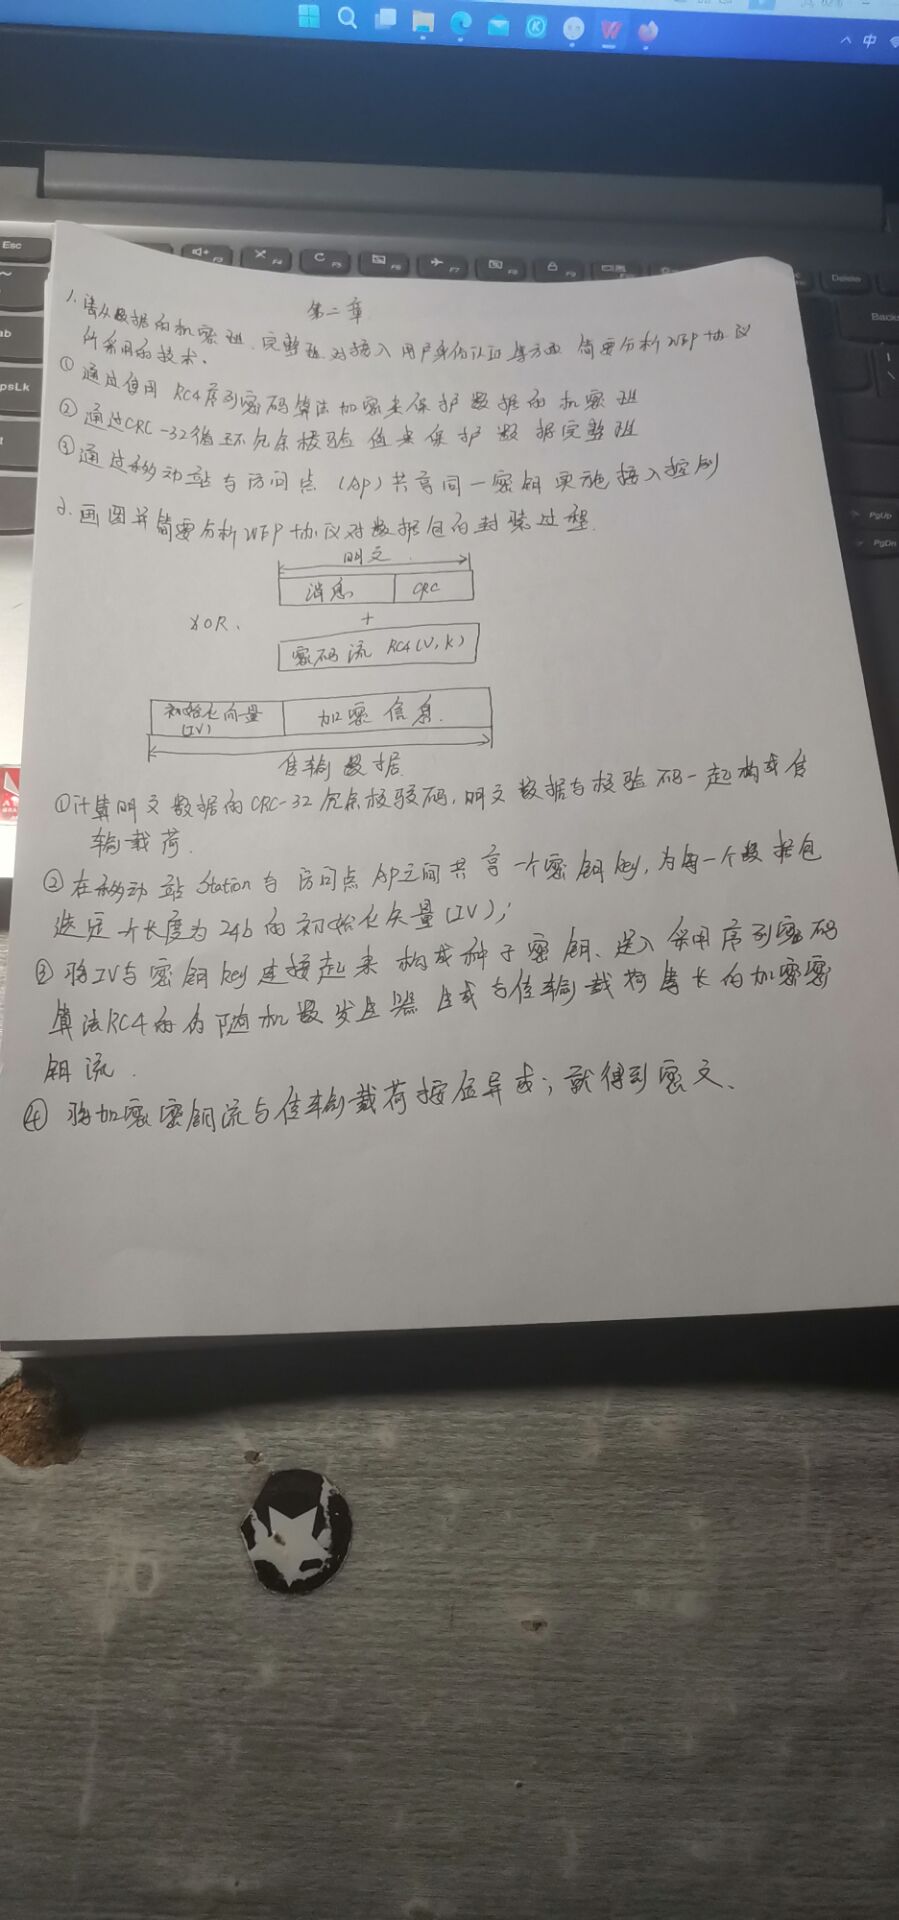 中
Esc
F3
F4
F5
F6
F7
F8
F9
Delete
Backs
ab
psLk
PgUp
PgDn
第二章
1.请从数据的机密性、完整性、对接入用户身份认证等方面简要分析WEP协议
所采用的技术.
①通过使用RC4序列密码算法加密来保护数据的机密性
②通过CRC-32循环冗余校验值来保护数据完整性
③通过移动站与访问点(AP)共享同一密钥实施接入控制
2.画图并简要分析WEP协议对数据包的封装过程.
明文
消息 CRC
XOR. +
密码流 RC4(V,K)
初始化向量(IV) 加密信息.
传输数据
①计算明文数据的CRC-32冗余校验码,明文数据与校验码一起构成传
输载荷.
②在移动站Station与访问点AP之间共享一个密钥key,为每一个数据包
选定一个长度为24b的初始化矢量(IV);
③将IV与密钥key连接起来构成种子密钥、送入采用序列密码
算法RC4的伪随机数发生器生成与传输载荷等长的加密密
钥流.
④将加密密钥流与传输载荷按位异或;就得到密文、